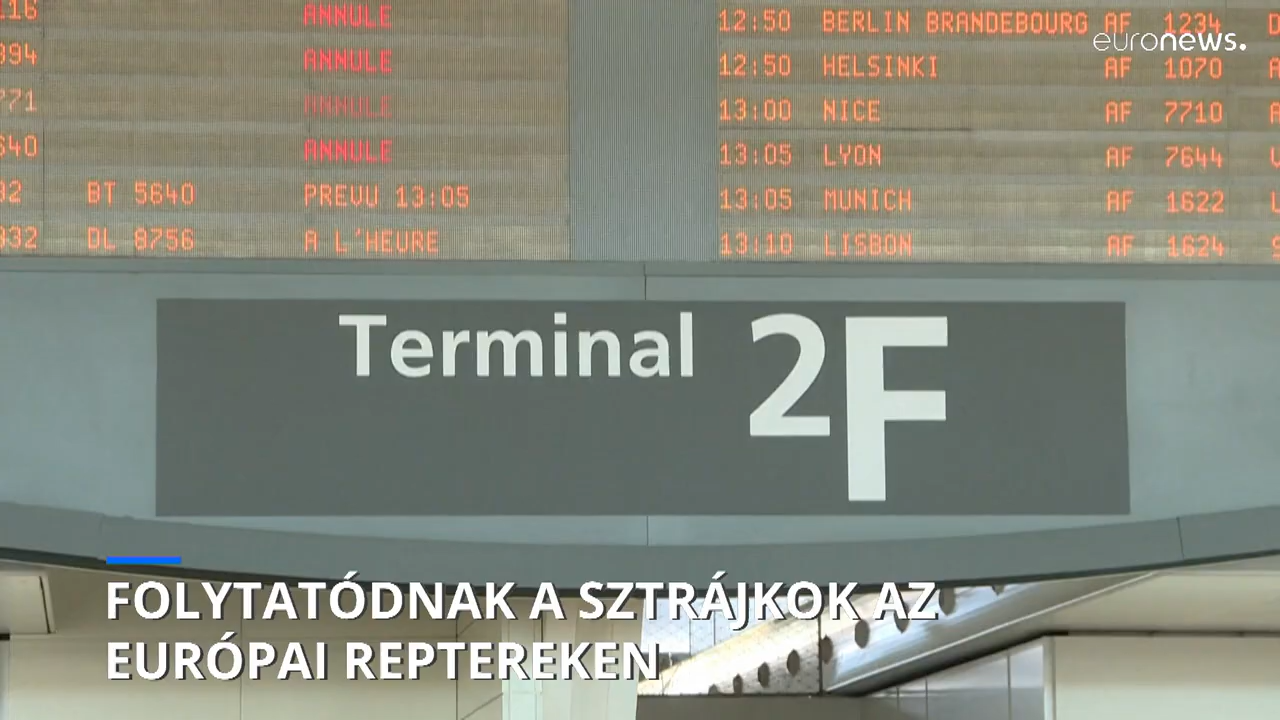 116 ANNULE
394 ANNULE
771 ANNULE
640 ANNULE
32 BT 5640 PREVU 13:05
932 DL 8756 A L'HEURE
12:50 BERLIN BRANDEBOURG AF 1234
12:50 HELSINKI AF 1070
13:00 NICE AF 7710
13:05 LYON AF 7644
13:05 MUNICH AF 1622
13:10 LISBON AF 1624
euronews.
Terminal 2F
FOLYTATÓDNAK A SZTRÁJKOK AZ
EURÓPAI REPTEREKEN